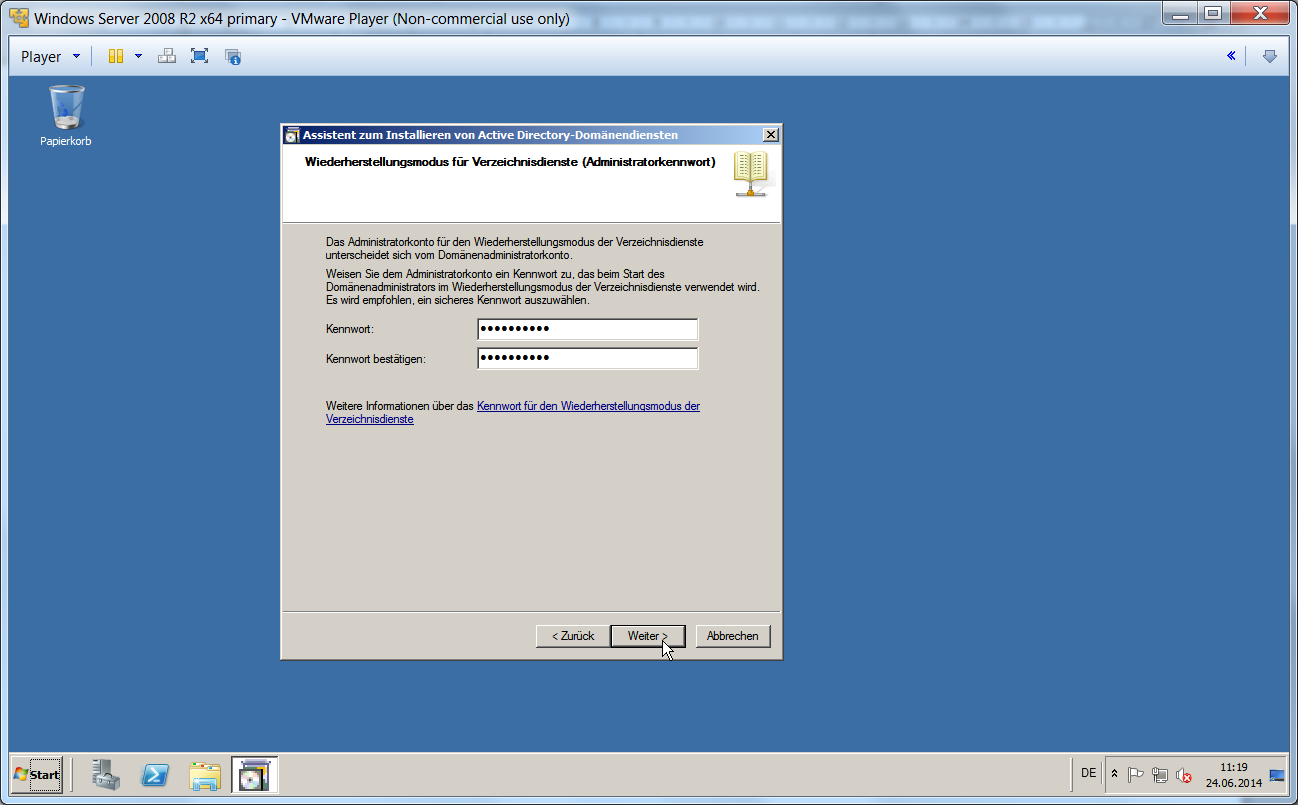 Windows Server 2008 R2 x64 primary - VMware Player (Non-commercial use only)
Player
Papierkorb
Assistent zum Installieren von Active Directory-Domänendiensten
Wiederherstellungsmodus für Verzeichnisdienste (Administratorkennwort)
Das Administratorkonto für den Wiederherstellungsmodus der Verzeichnisdienste
unterscheidet sich vom Domänenadministratorkonto.
Weisen Sie dem Administratorkonto ein Kennwort zu, das beim Start des
Domänenadministrators im Wiederherstellungsmodus der Verzeichnisdienste verwendet wird.
Es wird empfohlen, ein sicheres Kennwort auszuwählen.
Kennwort: ●●●●●●●●●●
Kennwort bestätigen: ●●●●●●●●●●
Weitere Informationen über das Kennwort für den Wiederherstellungsmodus der
Verzeichnisdienste
< Zurück Weiter > Abbrechen
Start DE 11:19
24.06.2014